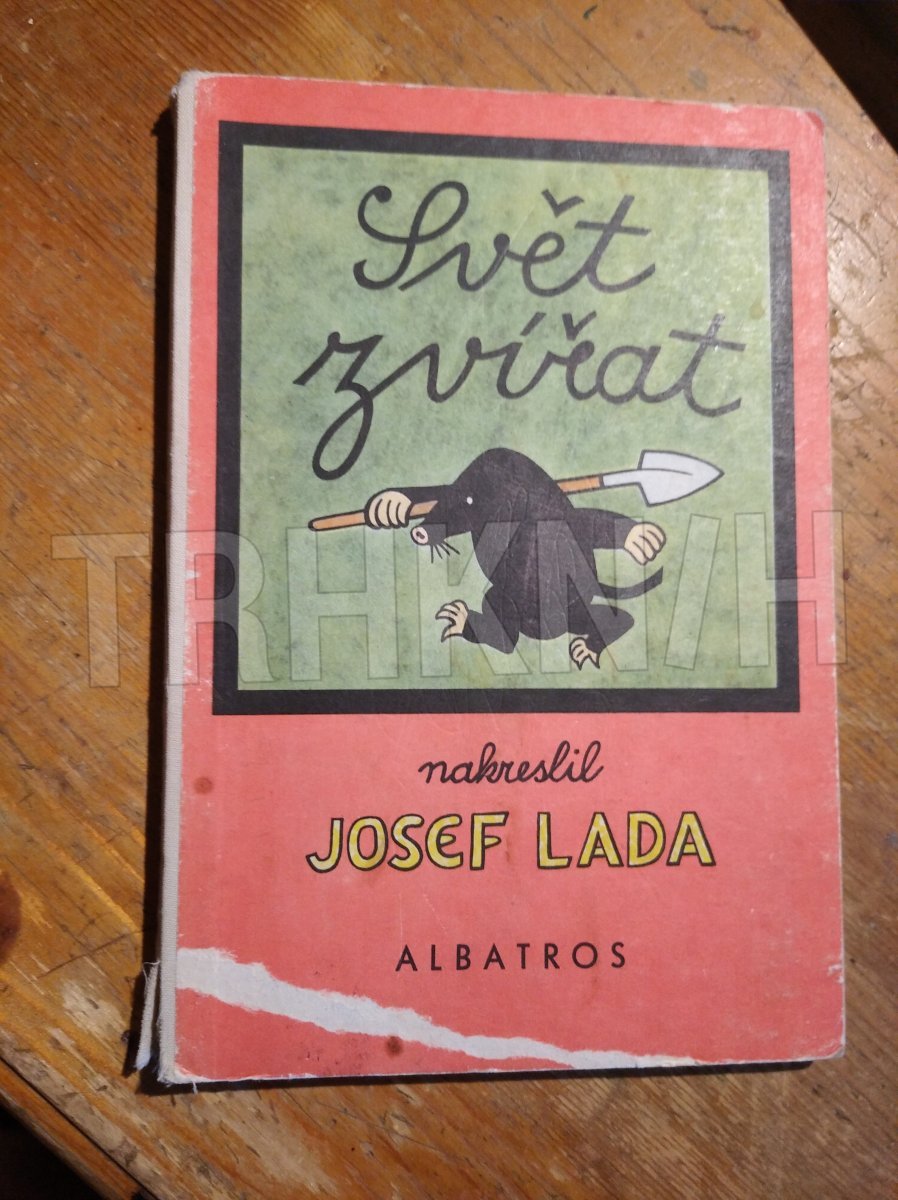 Svět
zvířat
TRHKNIH
nakreslil
JOSEF LADA
ALBATROS